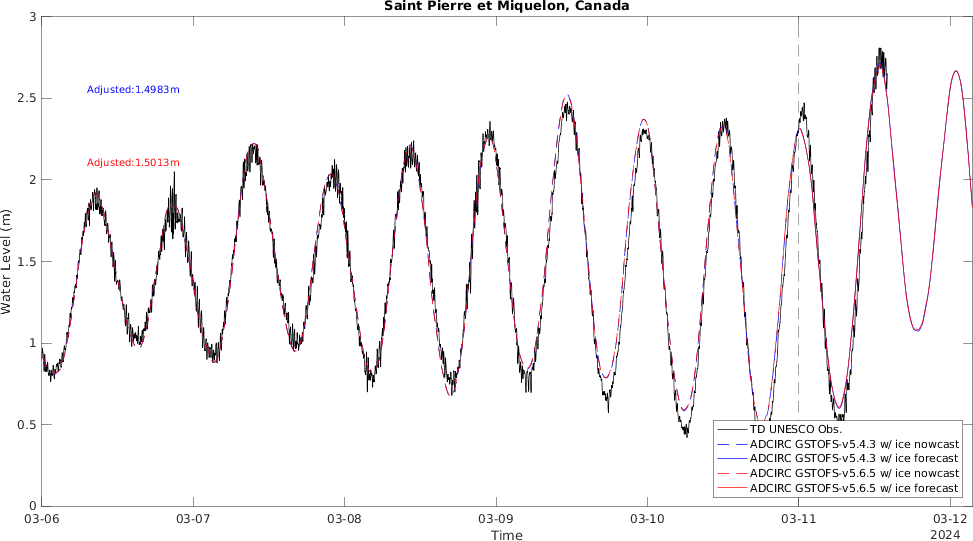 Saint Pierre et Miquelon, Canada
3
2.5
2
1.5
1
0.5
0
Water Level (m)
Adjusted:1.4983m
Adjusted:1.5013m
TD UNESCO Obs.
ADCIRC GSTOFS-v5.4.3 w/ ice nowcast
ADCIRC GSTOFS-v5.4.3 w/ ice forecast
ADCIRC GSTOFS-v5.6.5 w/ ice nowcast
ADCIRC GSTOFS-v5.6.5 w/ ice forecast
03-06
03-07
03-08
03-09
03-10
03-11
03-12
2024
Time